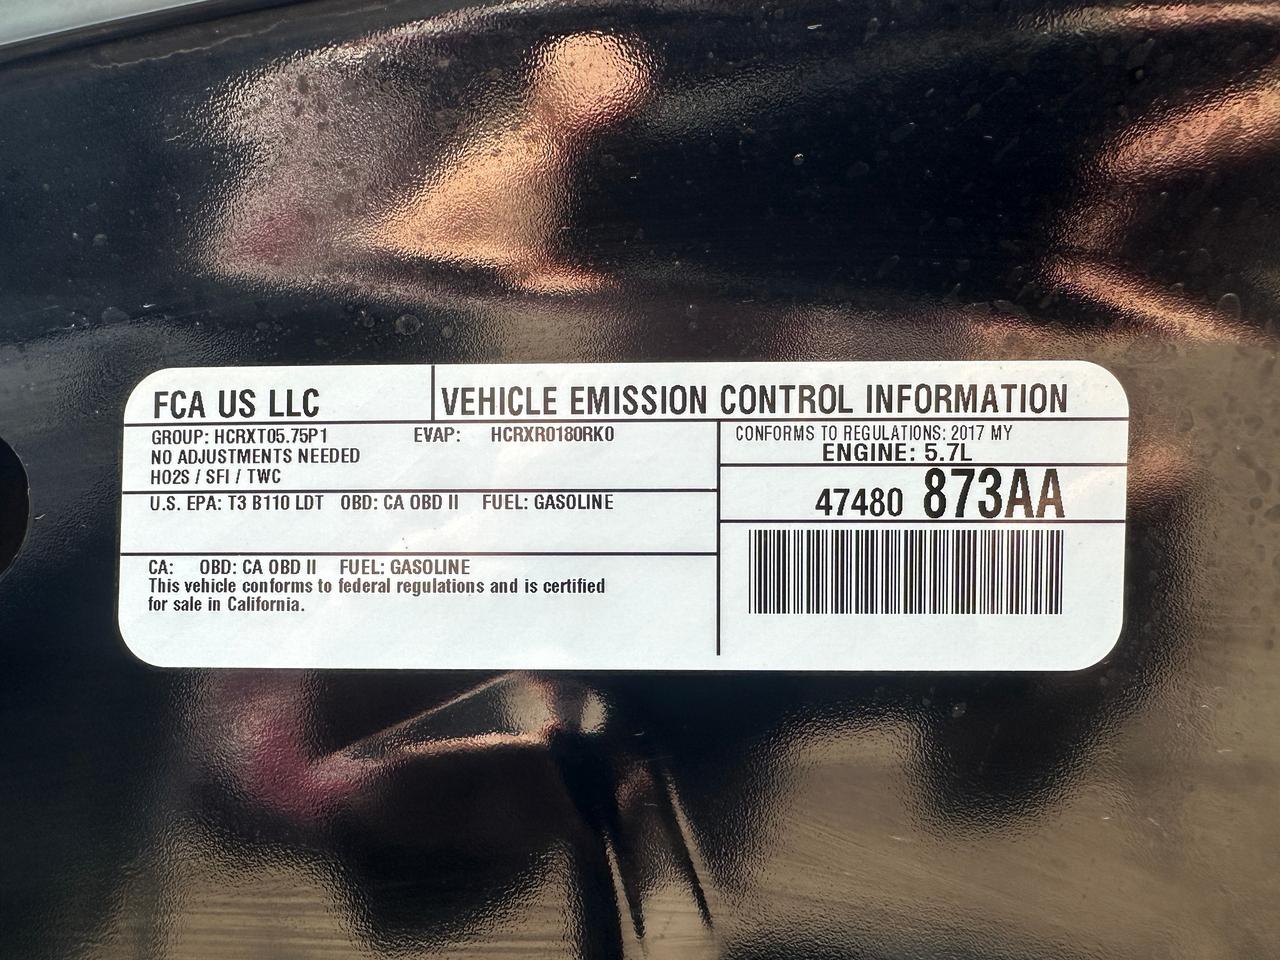 FCA US LLC
VEHICLE EMISSION CONTROL INFORMATION
GROUP: HCRXT05.75P1 EVAP: HCRXR0180RK0
NO ADJUSTMENTS NEEDED
HO2S / SFI / TWC
U.S. EPA: T3 B110 LDT OBD: CA OBD II FUEL: GASOLINE
CA: OBD: CA OBD II FUEL: GASOLINE
This vehicle conforms to federal regulations and is certified
for sale in California.
CONFORMS TO REGULATIONS: 2017 MY
ENGINE: 5.7L
47480 873AA